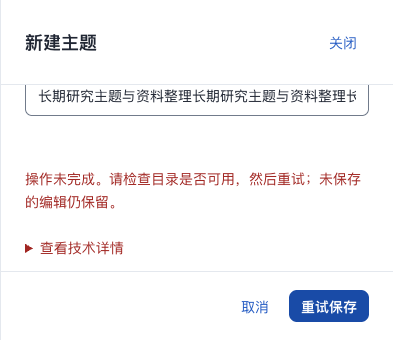 新建主题
关闭
长期研究主题与资料整理长期研究主题与资料整理
操作未完成。请检查目录是否可用，然后重试；未保存
的编辑仍保留。
▶ 查看技术详情
取消
重试保存